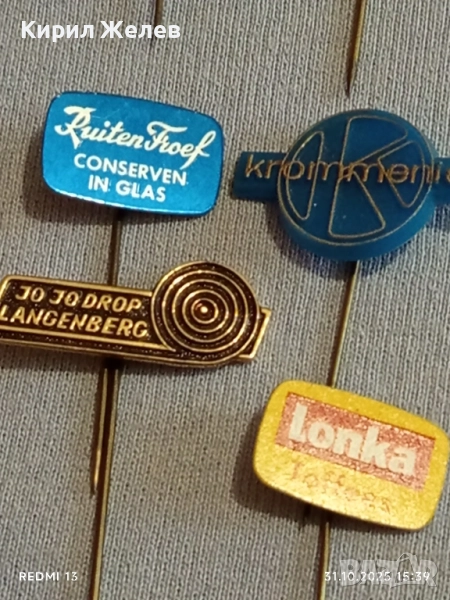 Кирил Желев
Ruiten Troef
CONSERVEN
IN GLAS
krommenie
JO JO DROP
LANGENBERG
lonka
Toffees
REDMI 13
31.10.2025 15:39
BAZAR